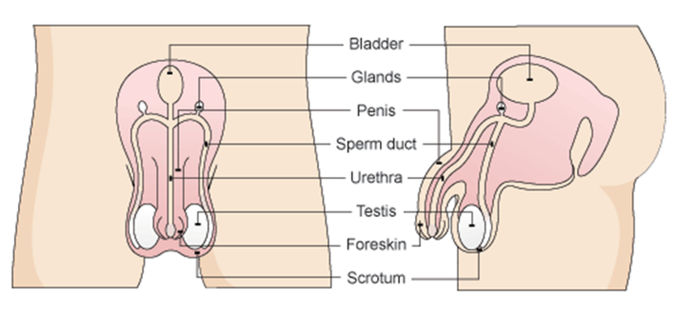 Bladder
Glands
Penis
Sperm duct
Urethra
Testis
Foreskin
Scrotum